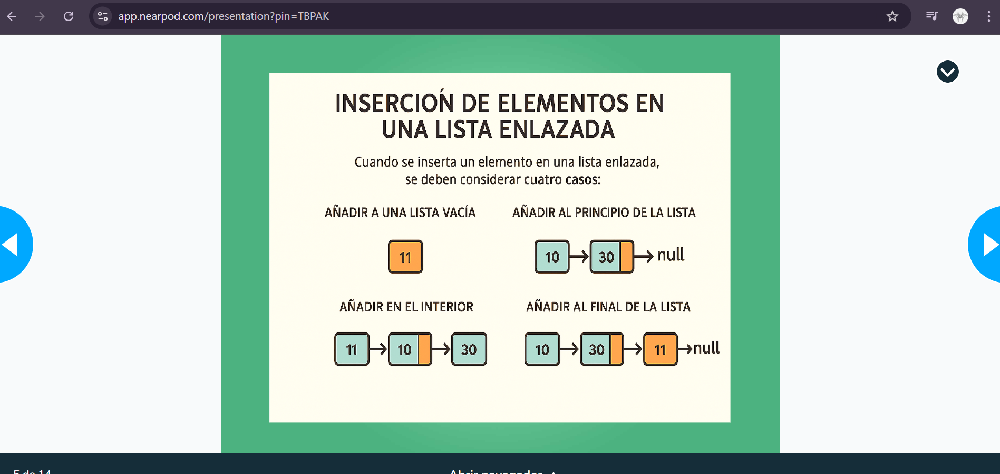 app.nearpod.com/presentation?pin=TBPAK
INSERCIOŃ DE ELEMENTOS EN
UNA LISTA ENLAZADA
Cuando se inserta un elemento en una lista enlazada,
se deben considerar cuatro casos:
AÑADIR A UNA LISTA VACÍA
11
AÑADIR AL PRINCIPIO DE LA LISTA
10 30 null
AÑADIR EN EL INTERIOR
11 10 30
AÑADIR AL FINAL DE LA LISTA
10 30 11 null
5 de 14
Abrir navegador